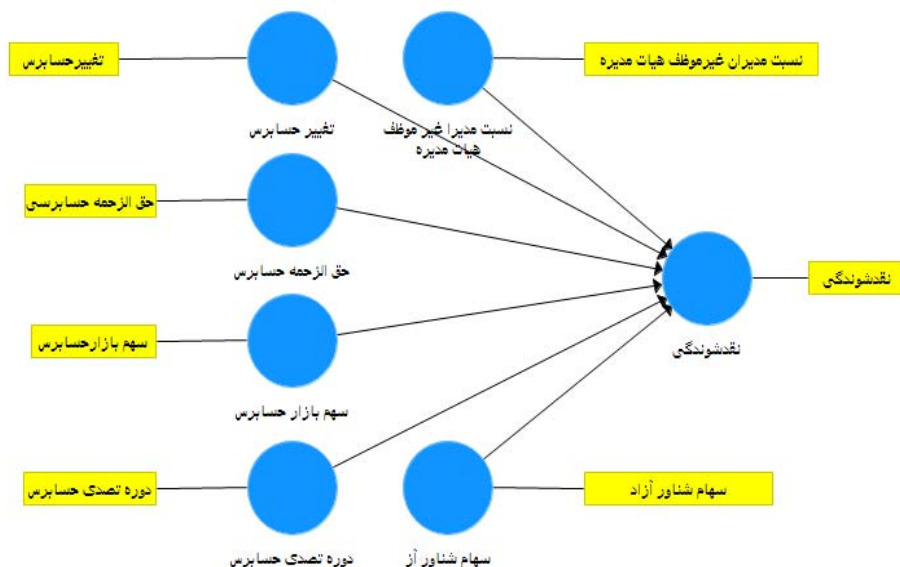 تغییرحسابرس
نسبت مدیران غیرموظف هیات مدیره
تغییر حسابرس
نسبت مدیرا غیر موظف
هیات مدیره
حق الزحمه حسابرسی
حق الزحمه حسابرس
نقدشوندگی
نقدشوندگی
سهم بازارحسابرس
سهم بازار حسابرس
دوره تصدی حسابرس
سهام شناور آزاد
دوره تصدی حسابرس
سهام شناور آز